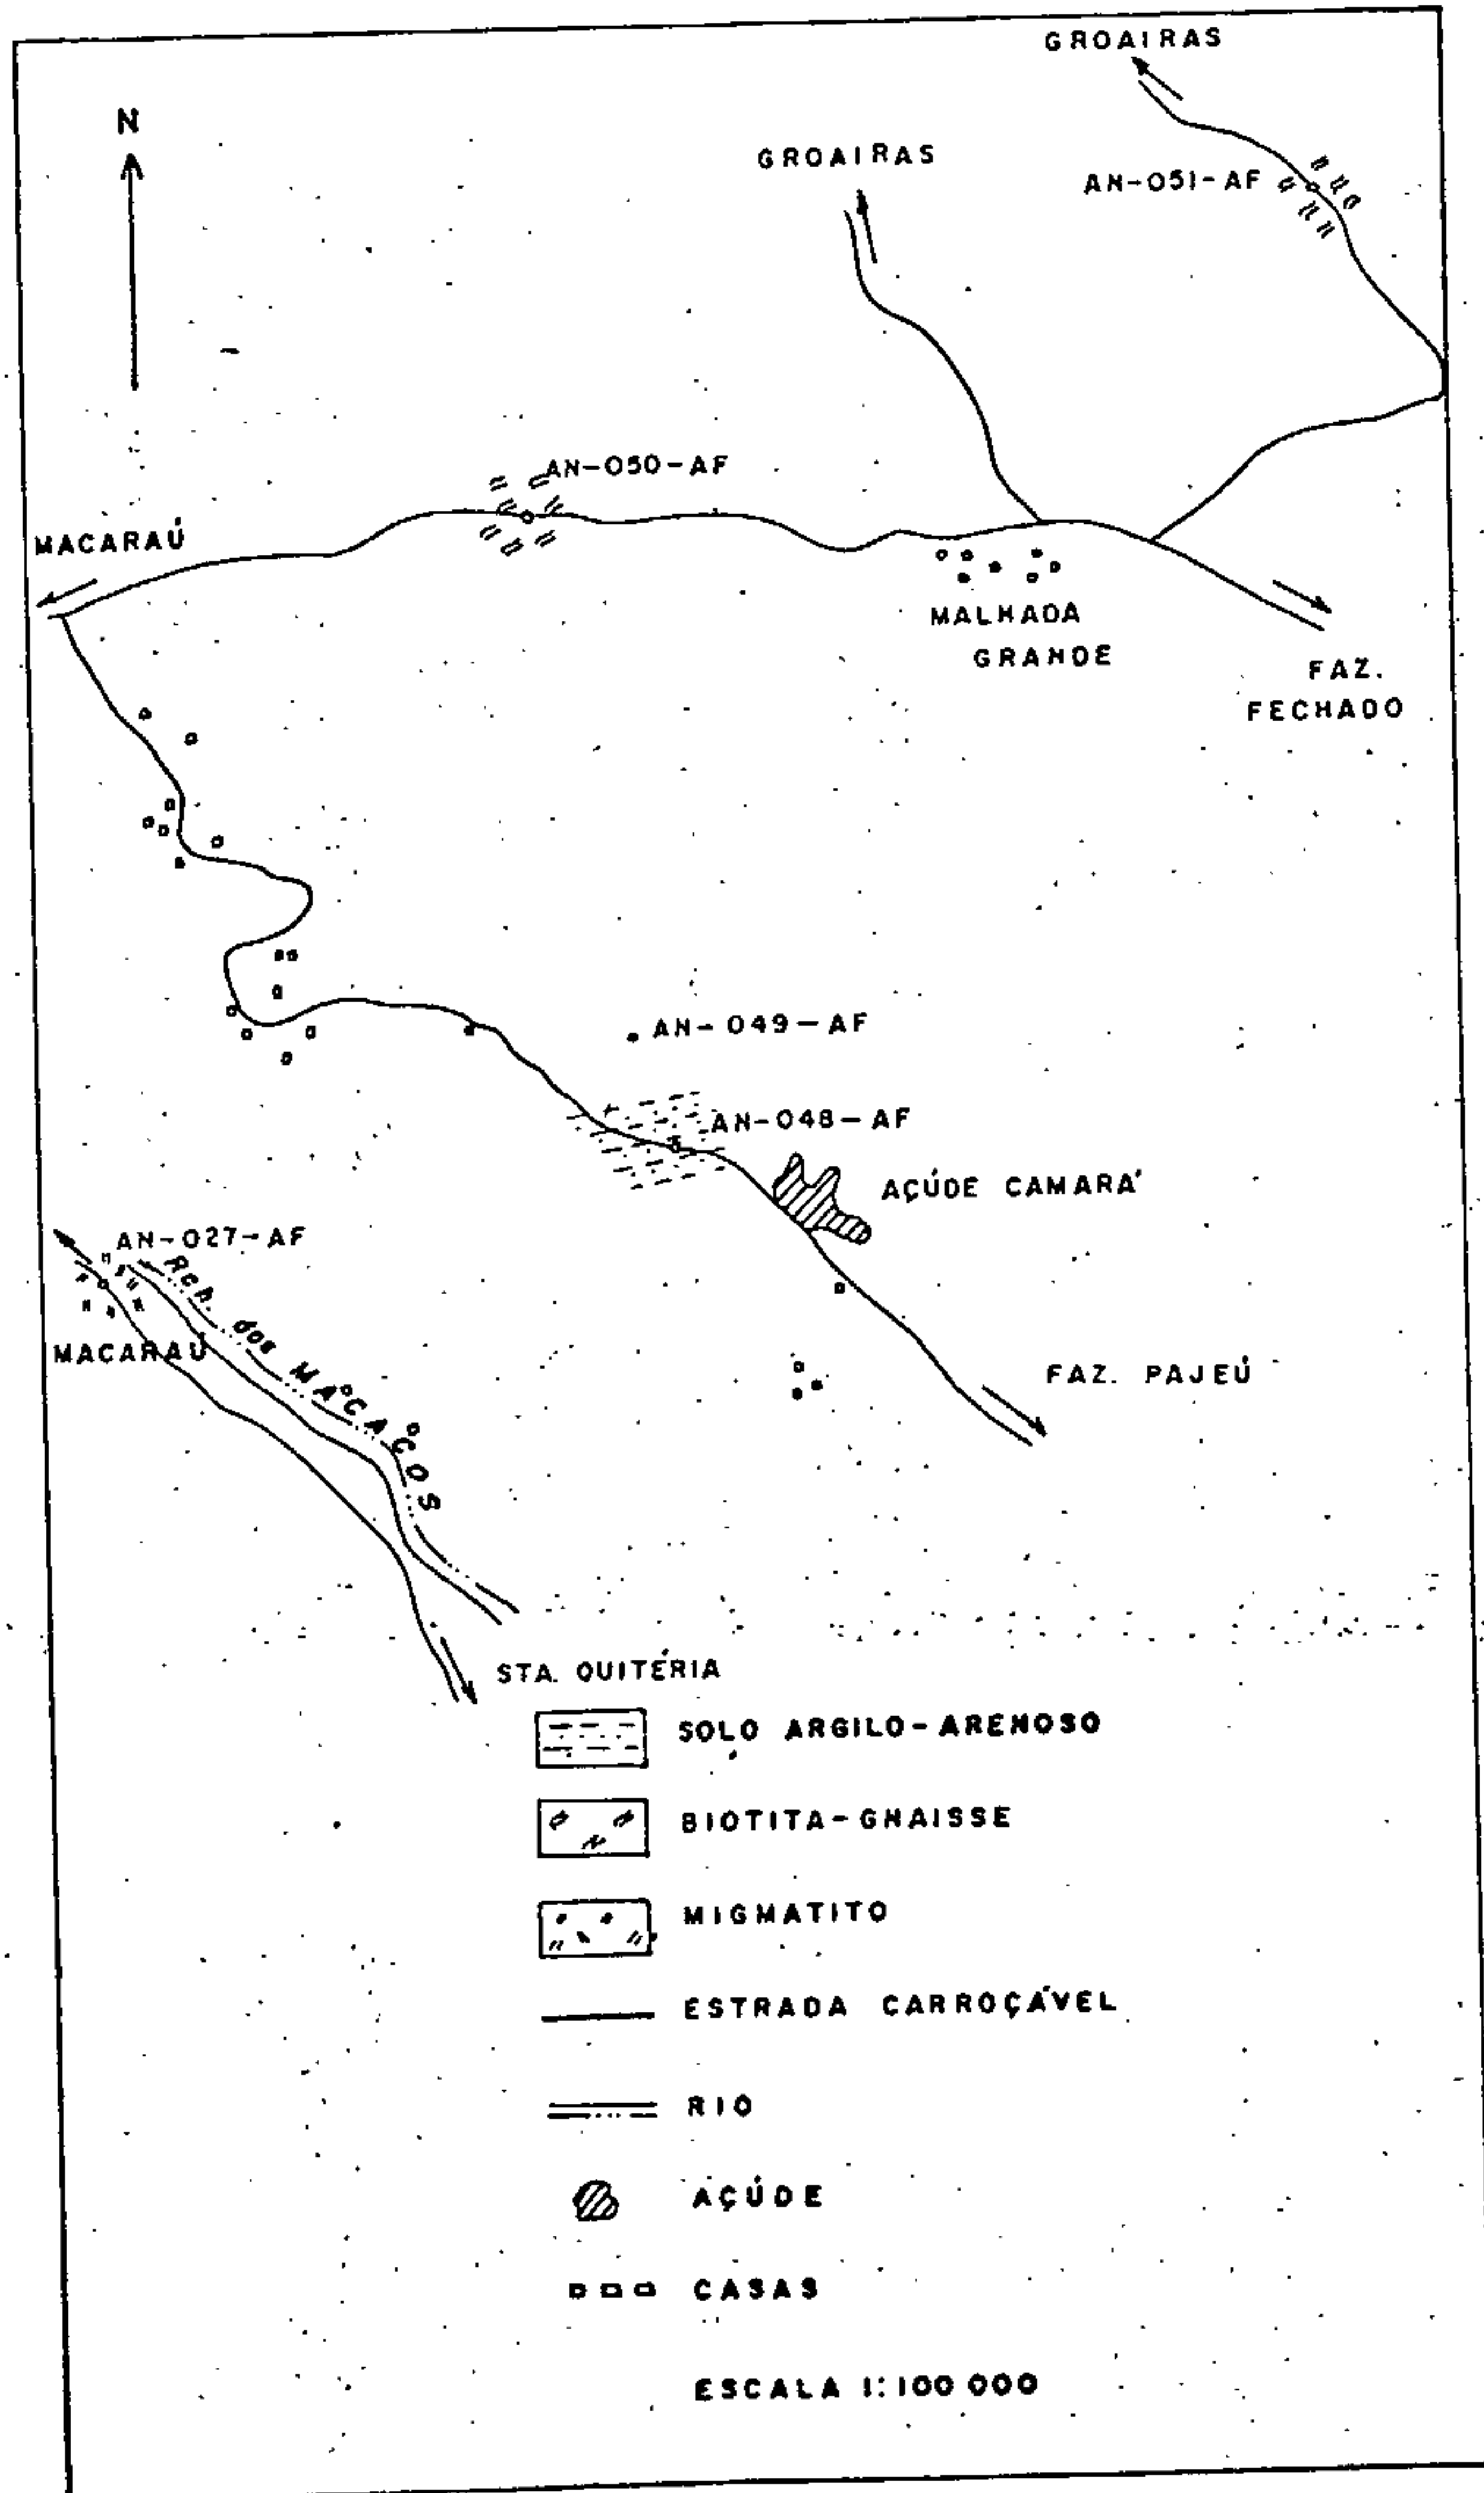 GROAIRAS
N
GROAIRAS
AN-051-AF
AN-050-AF
MACARAÚ
MALHADA
GRANDE
FAZ.
FECHADO
AN-049-AF
AN-048-AF
AÇÚDE CAMARÁ
AN-027-AF
RCH. dos MACACOS
MACARAÚ
FAZ. PAJEÚ
STA. QUITÉRIA
SOLO ARGILO-ARENOSO
BIOTITA-GNAISSE
MIGMATITO
ESTRADA CARROÇÁVEL
RIO
AÇÚDE
CASAS
ESCALA 1:100 000